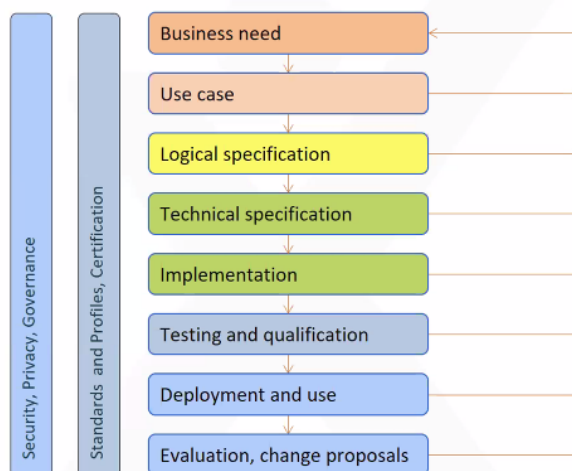 Security, Privacy, Governance
Standards and Profiles, Certification
Business need
Use case
Logical specification
Technical specification
Implementation
Testing and qualification
Deployment and use
Evaluation, change proposals